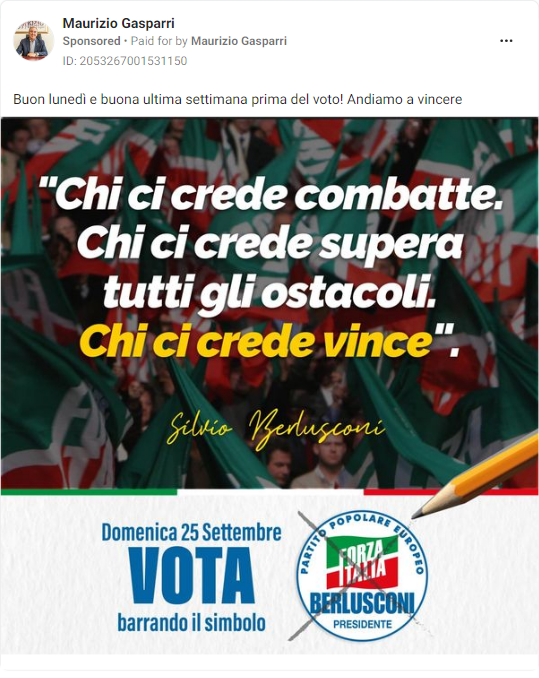 Maurizio Gasparri
Sponsored • Paid for by Maurizio Gasparri
ID: 2053267001531150
Buon lunedì e buona ultima settimana prima del voto! Andiamo a vincere
"Chi ci crede combatte.
Chi ci crede supera
tutti gli ostacoli.
Chi ci crede vince".
Silvio Berlusconi
Domenica 25 Settembre
VOTA
barrando il simbolo
PARTITO POPOLARE EUROPEO
FORZA
ITALIA
BERLUSCONI
PRESIDENTE